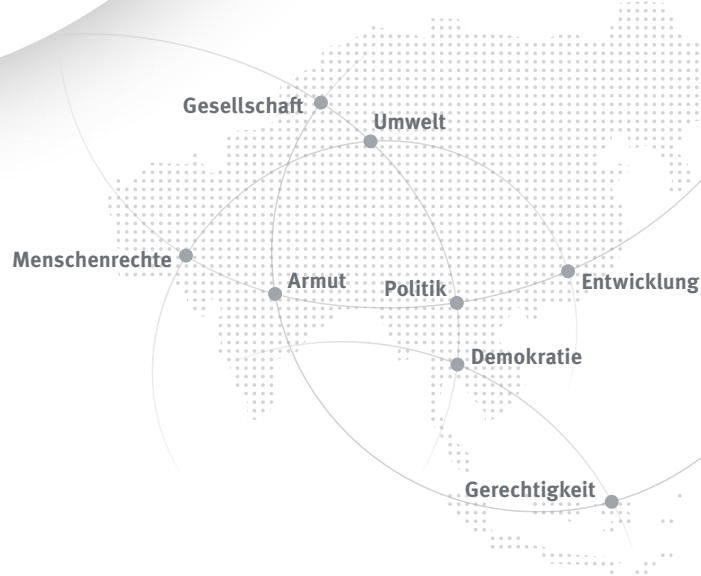 Gesellschaft
Umwelt
Menschenrechte
Armut
Politik
Entwicklung
Demokratie
Gerechtigkeit